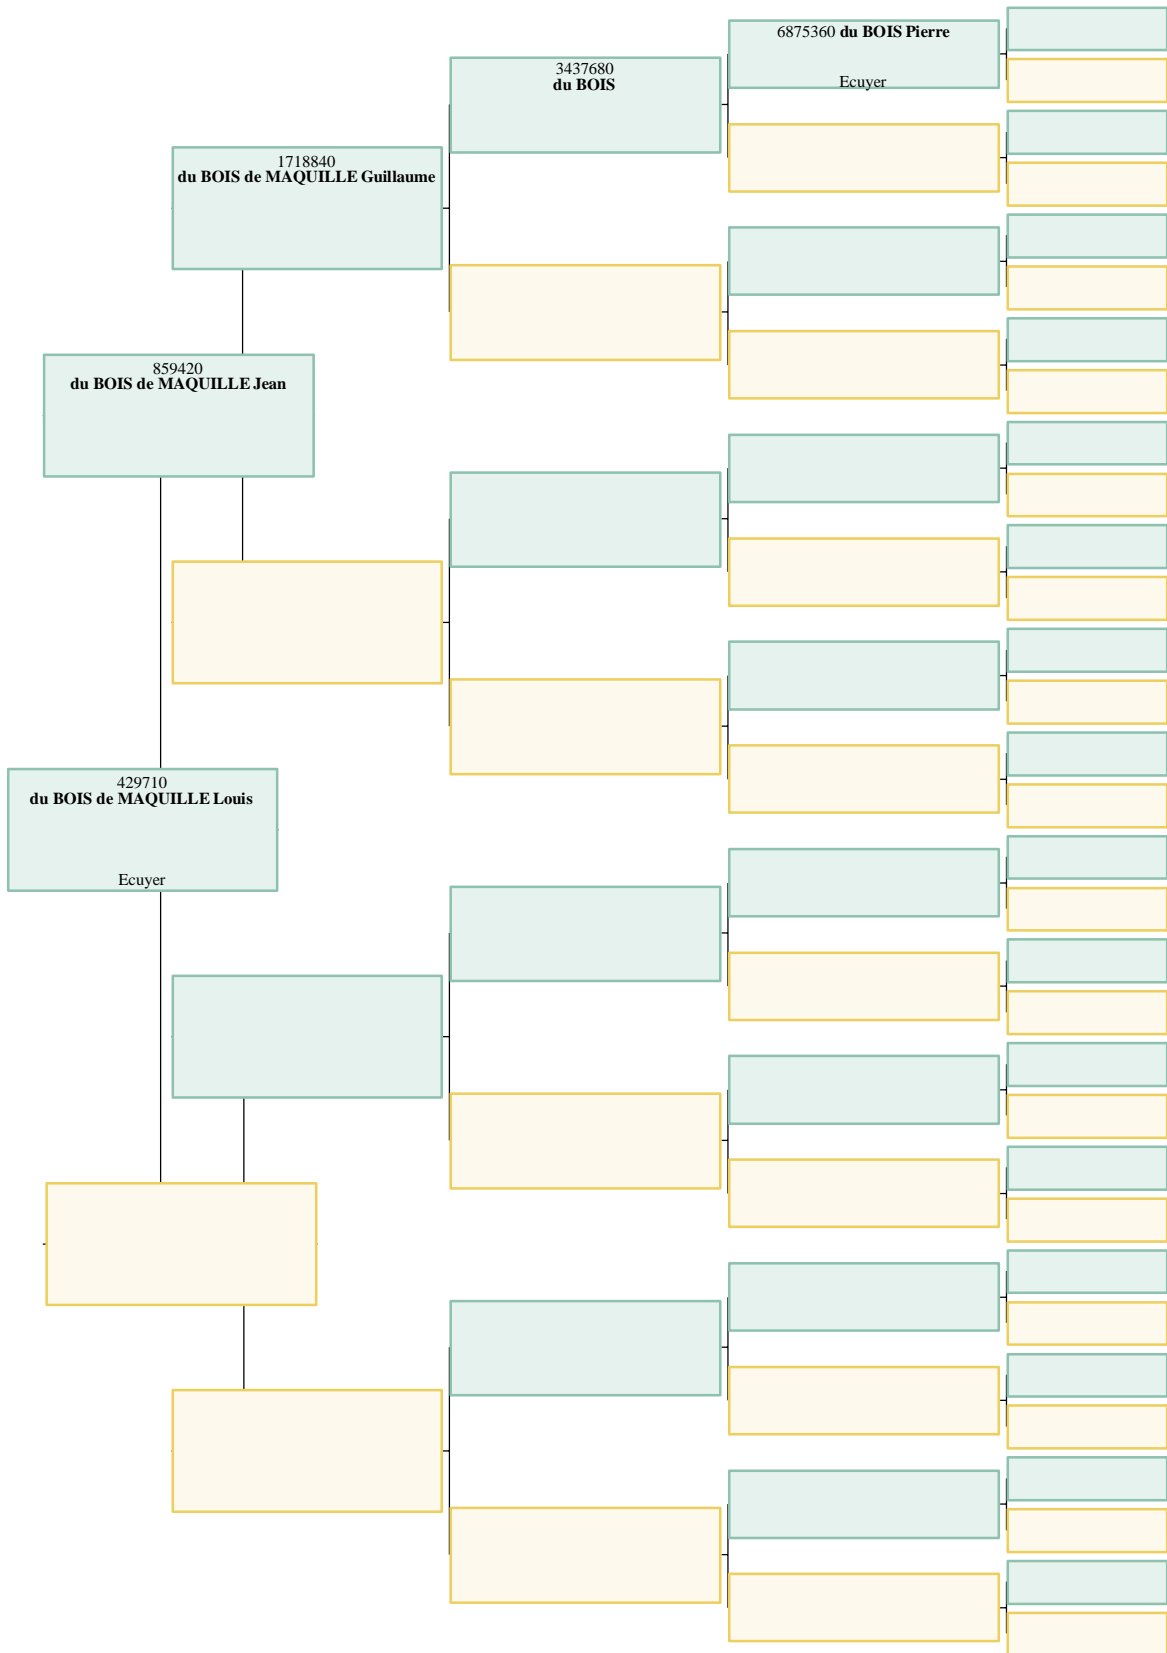 6875360 du BOIS Pierre
Ecuyer
3437680
du BOIS
1718840
du BOIS de MAQUILLE Guillaume
859420
du BOIS de MAQUILLE Jean
429710
du BOIS de MAQUILLE Louis
Ecuyer